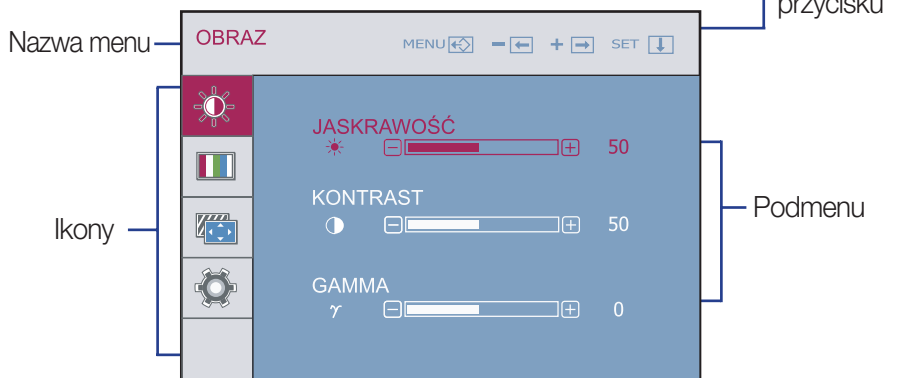 przycisku
Nazwa menu
OBRAZ
MENU - + SET
JASKRAWOŚĆ
50
KONTRAST
50
Podmenu
Ikony
GAMMA
γ 0